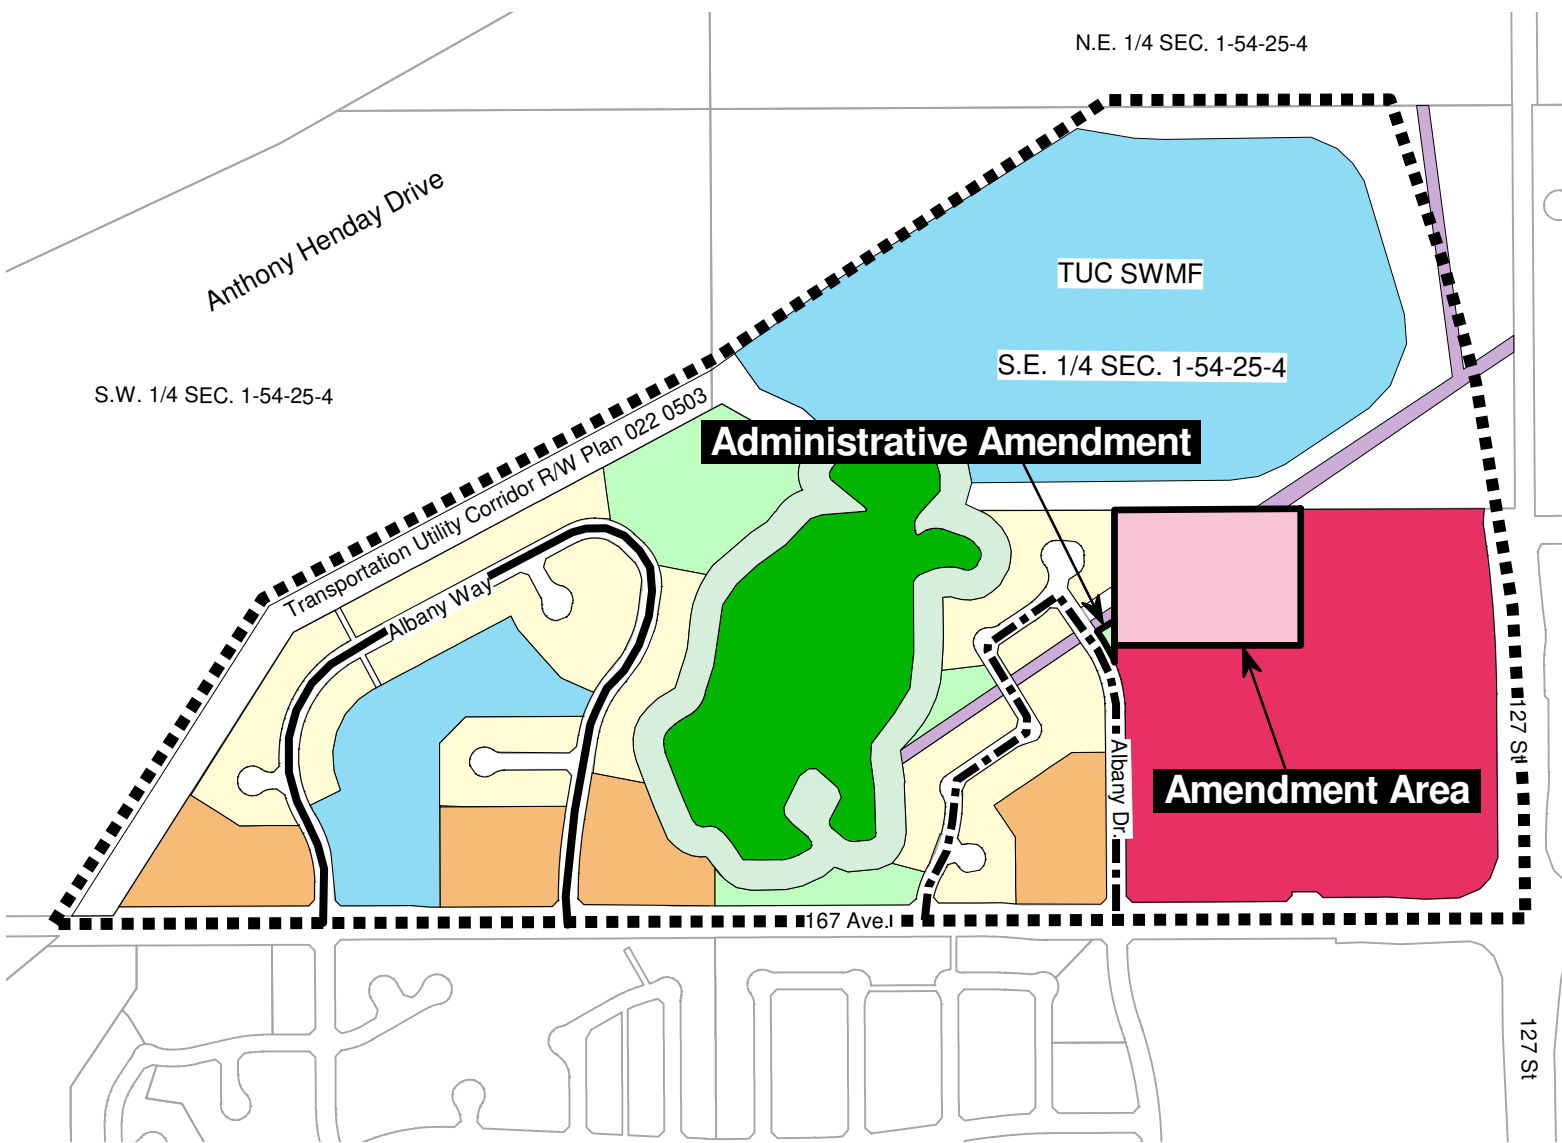 N.E. 1/4 SEC. 1-54-25-4
Anthony Henday Drive
TUC SWMF
S.E. 1/4 SEC. 1-54-25-4
S.W. 1/4 SEC. 1-54-25-4
Transportation Utility Corridor R/W Plan 022 0503
Administrative Amendment
Albany Way
127 St
Albany Dr.
Amendment Area
167 Ave.
127 St